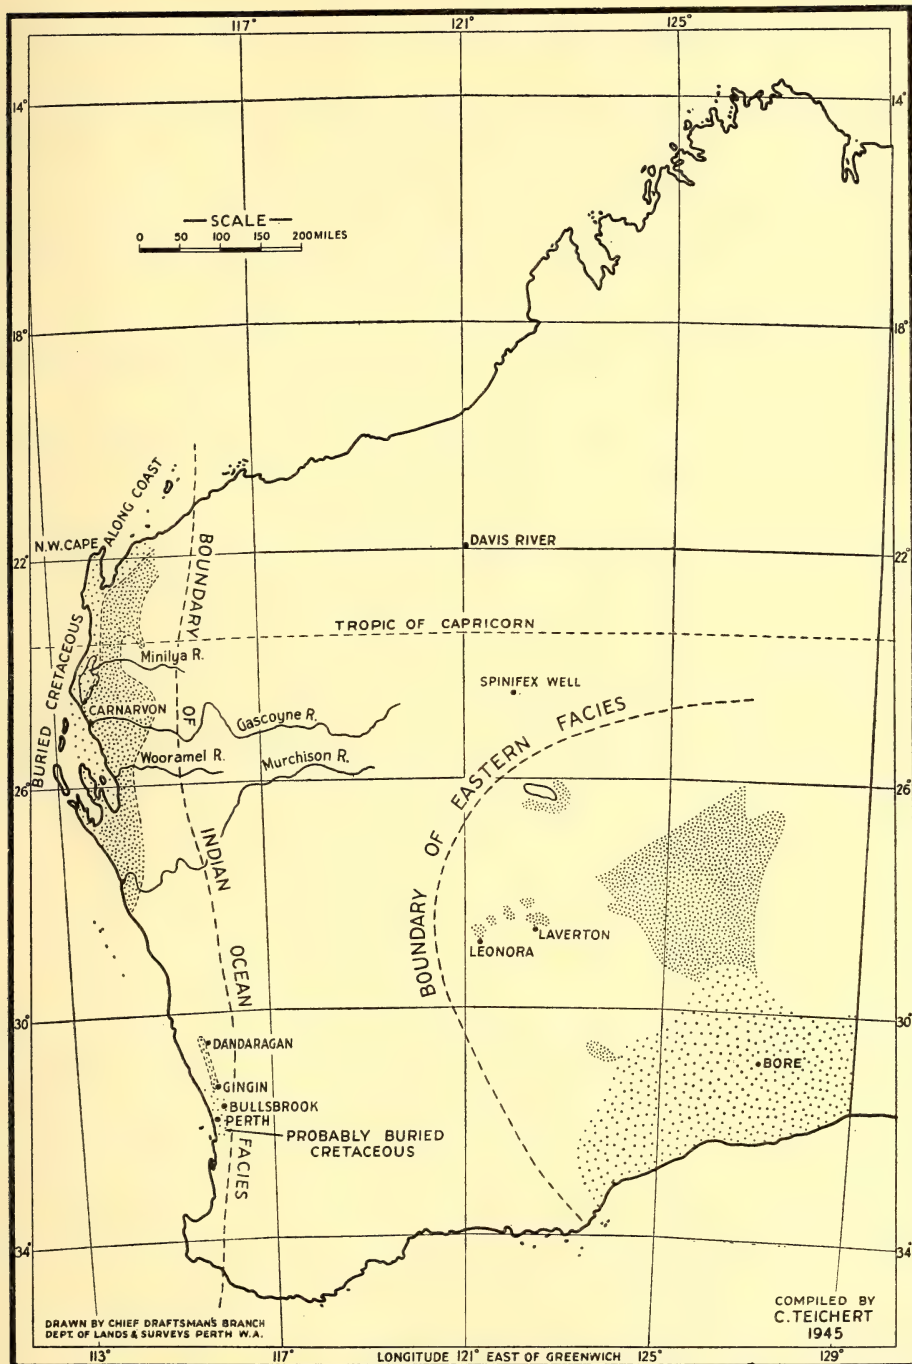 117° 121° 125°
14° 14°
SCALE
0 50 100 150 200 MILES
18° 18°
ALONG COAST
N.W. CAPE
BOUNDARY
DAVIS RIVER
22° 22°
TROPIC OF CAPRICORN
BURIED CRETACEOUS
Minilya R.
SPINIFEX WELL
CARNARVON
OF
Gascoyne R.
BOUNDARY OF EASTERN FACIES
Wooramel R.
Murchison R.
26° 26°
INDIAN
LAVERTON
LEONORA
OCEAN
30° 30°
DANDARAGAN
BORE
GINGIN
BULLSBROOK
PERTH
PROBABLY BURIED
CRETACEOUS
FACIES
34° 34°
COMPILED BY
C. TEICHERT
1945
DRAWN BY CHIEF DRAFTSMAN'S BRANCH
DEPT. OF LANDS & SURVEYS PERTH W.A.
113° 117° LONGITUDE 121° EAST OF GREENWICH 125° 129°